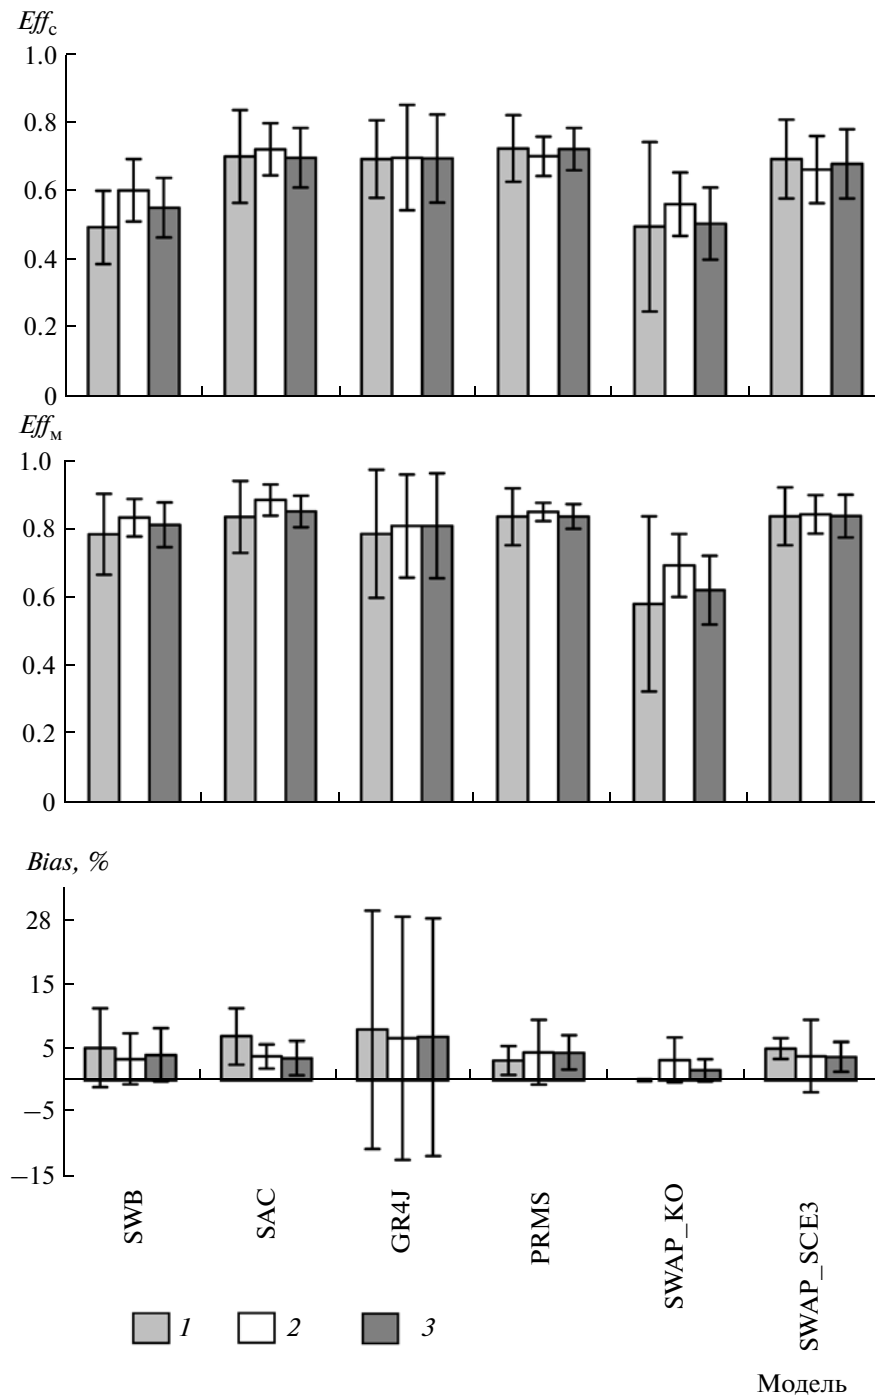 Eff_c
1.0
0.8
0.6
0.4
0.2
0
Eff_м
1.0
0.8
0.6
0.4
0.2
0
Bias, %
28
15
5
−5
−15
SWB
SAC
GR4J
PRMS
SWAP_KO
SWAP_SCE3
1 2 3
Модель